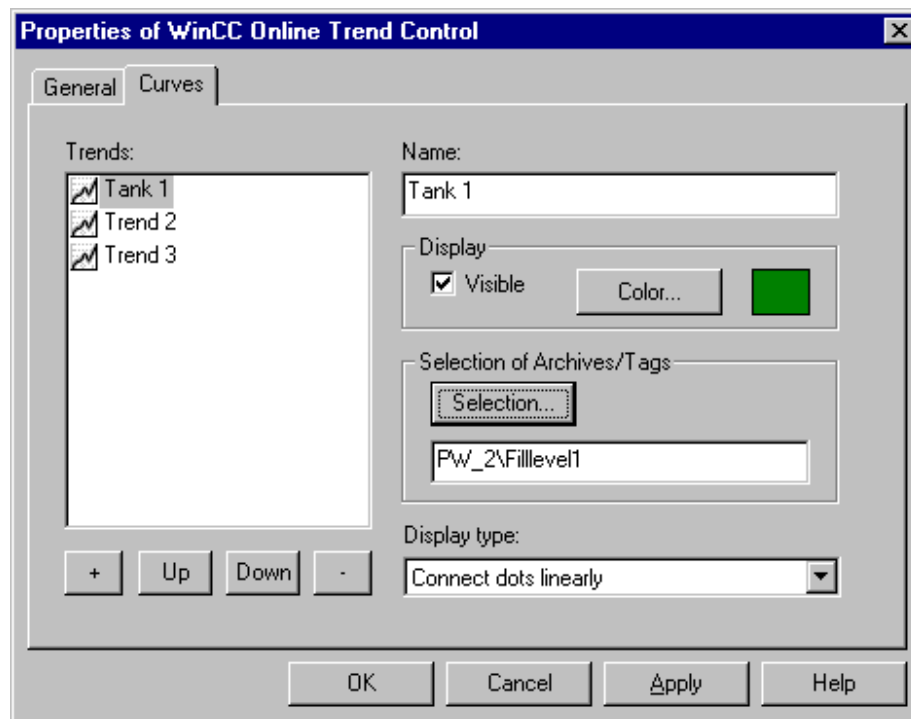 Properties of WinCC Online Trend Control
General Curves
Trends:
Tank 1
Trend 2
Trend 3
+ Up Down -
Name:
Tank 1
Display
Visible Color...
Selection of Archives/Tags
Selection...
PW_2\Filllevel1
Display type:
Connect dots linearly
OK Cancel Apply Help